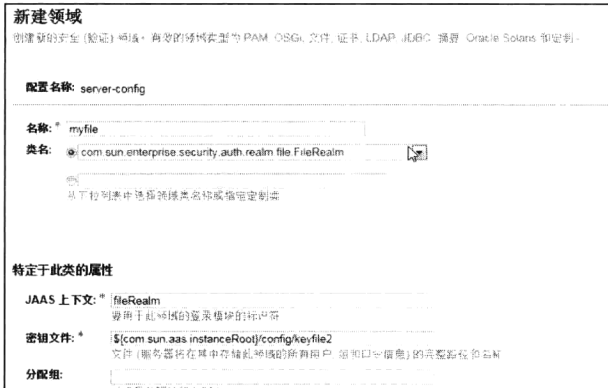 新建领域
创建新的安全 (验证) 领域。有效的领域类型为 PAM, OSGi, 文件, 证书, LDAP, JDBC, 摘要, Oracle Solaris 和定制。
配置名称: server-config
名称: * myfile
类名: com.sun.enterprise.security.auth.realm.file.FileRealm
从下拉列表中选择领域类名称或指定定制类
特定于此类的属性
JAAS 上下文: * fileRealm
要用于此领域的登录模块的标识符
密钥文件: * ${com.sun.aas.instanceRoot}/config/keyfile2
文件 (服务器将在其中存储此领域的所有用户, 组和口令信息) 的完整路径和名称
分配组: